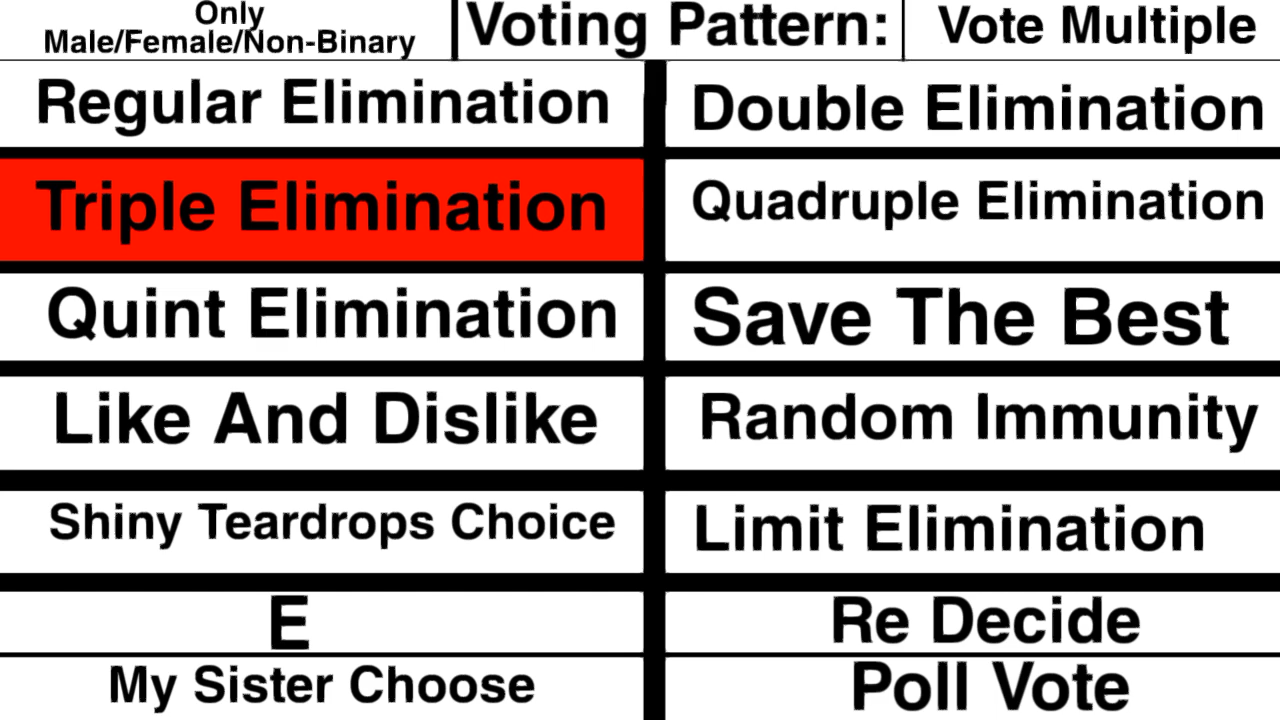 Only
Male/Female/Non-Binary
Voting Pattern:
Vote Multiple
Regular Elimination
Double Elimination
Triple Elimination
Quadruple Elimination
Quint Elimination
Save The Best
Like And Dislike
Random Immunity
Shiny Teardrops Choice
Limit Elimination
E
Re Decide
My Sister Choose
Poll Vote